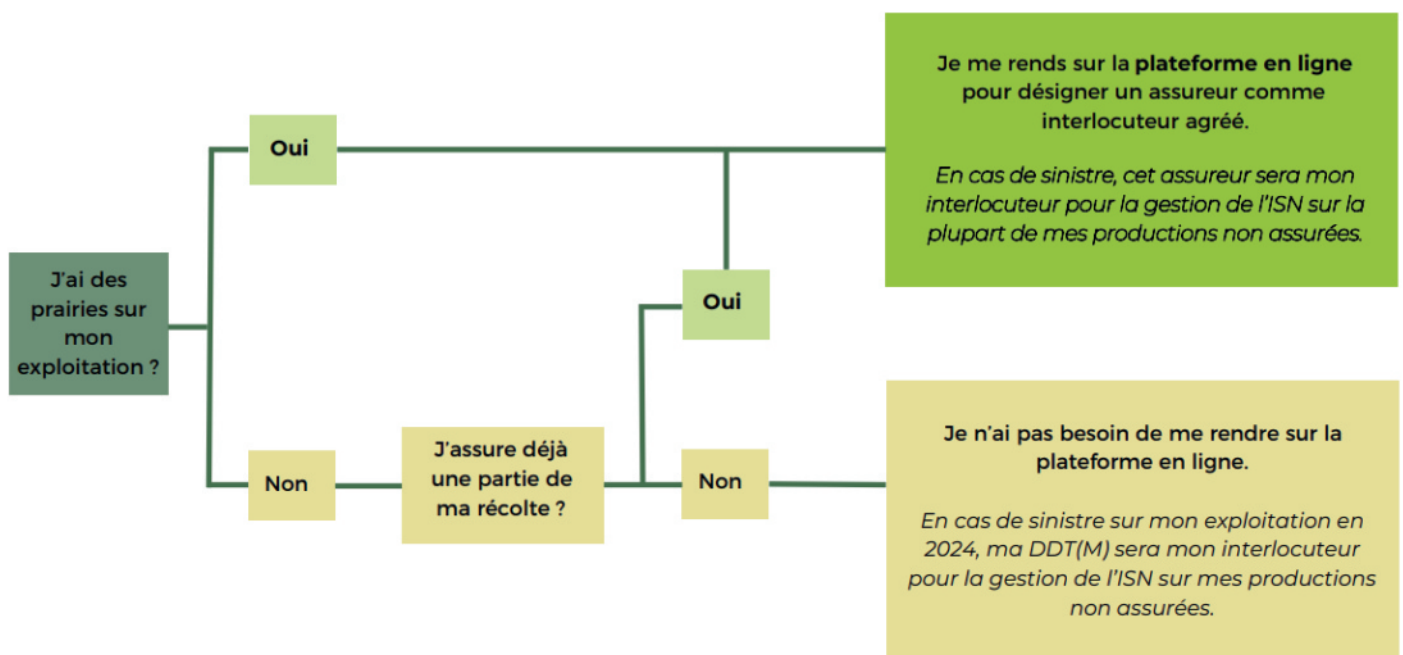 J'ai des
prairies sur
mon
exploitation ?
Oui
Non
J'assure déjà
une partie de
ma récolte ?
Oui
Non
Je me rends sur la plateforme en ligne
pour désigner un assureur comme
interlocuteur agréé.
En cas de sinistre, cet assureur sera mon
interlocuteur pour la gestion de l'ISN sur la
plupart de mes productions non assurées.
Je n'ai pas besoin de me rendre sur la
plateforme en ligne.
En cas de sinistre sur mon exploitation en
2024, ma DDT(M) sera mon interlocuteur
pour la gestion de l'ISN sur mes productions
non assurées.